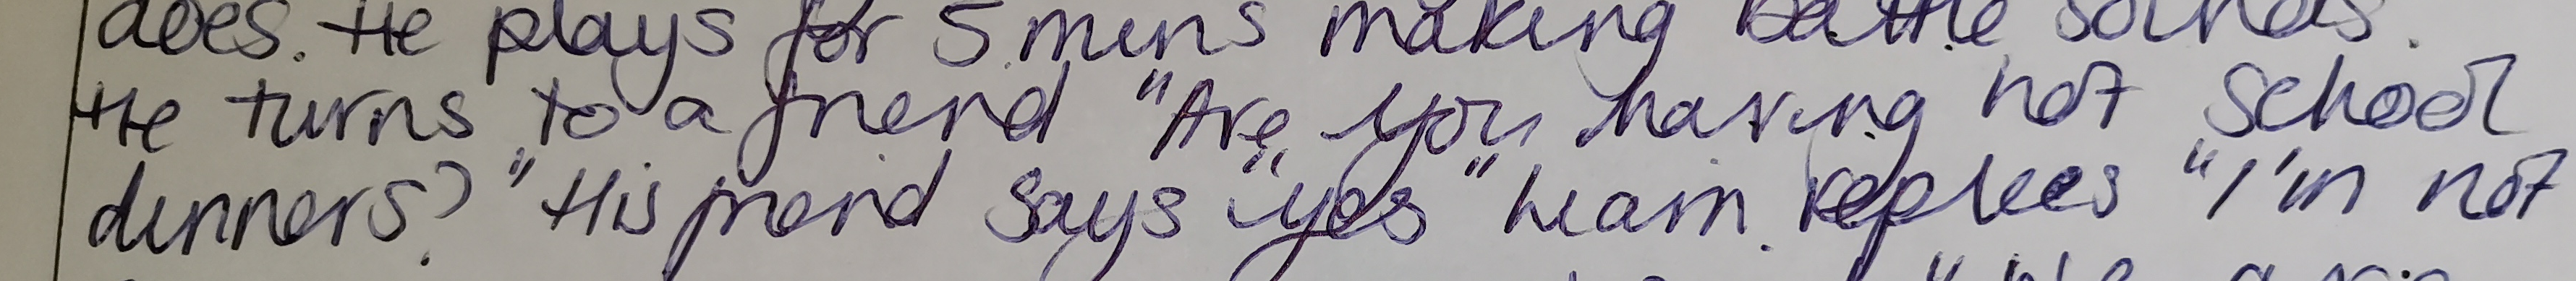 does. He plays for 5 mins making battle sounds.
He turns to a friend "Are you having hot school
dinners?" His friend says "yes" Liam replies "I'm not